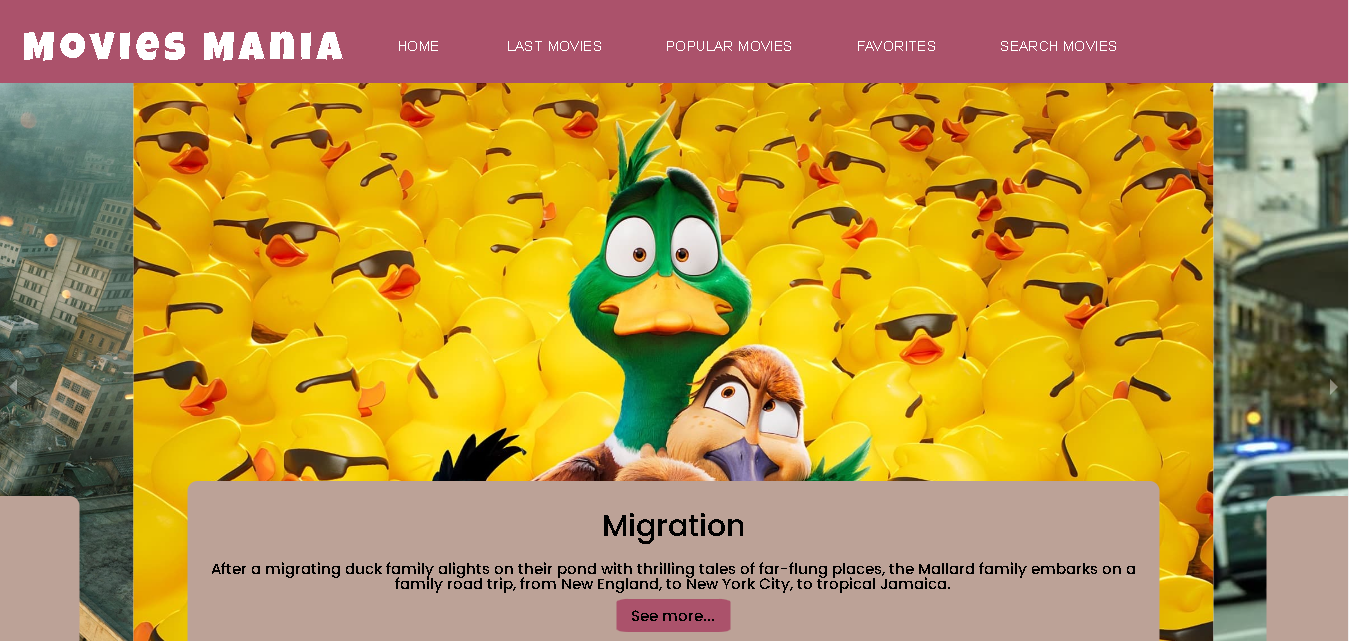 Movies Mania
HOME
LAST MOVIES
POPULAR MOVIES
FAVORITES
SEARCH MOVIES
Migration
After a migrating duck family alights on their pond with thrilling tales of far-flung places, the Mallard family embarks on a
family road trip, from New England, to New York City, to tropical Jamaica.
See more...